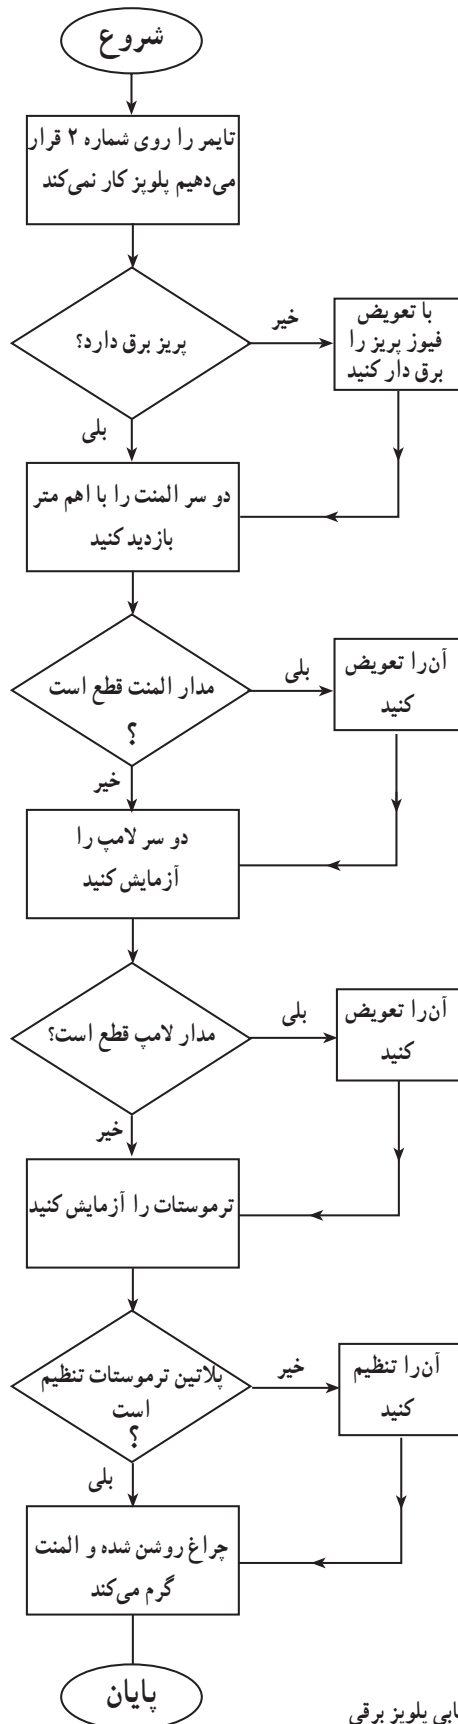 شروع
تایمر را روی شماره ۲ قرار
می‌دهیم پلوپز کار نمی‌کند
پریز برق دارد؟
خیر
با تعویض
فیوز پریز را
برق دار کنید
بلی
دو سر المنت را با اهم متر
بازدید کنید
مدار المنت قطع است
؟
بلی
آن‌را تعویض
کنید
خیر
دو سر لامپ را
آزمایش کنید
مدار لامپ قطع است؟
بلی
آن‌را تعویض
کنید
خیر
ترموستات را آزمایش کنید
پلاتین ترموستات تنظیم
است
؟
خیر
آن‌را تنظیم
کنید
بلی
چراغ روشن شده و المنت
گرم می‌کند
پایان
پلوپز برقی